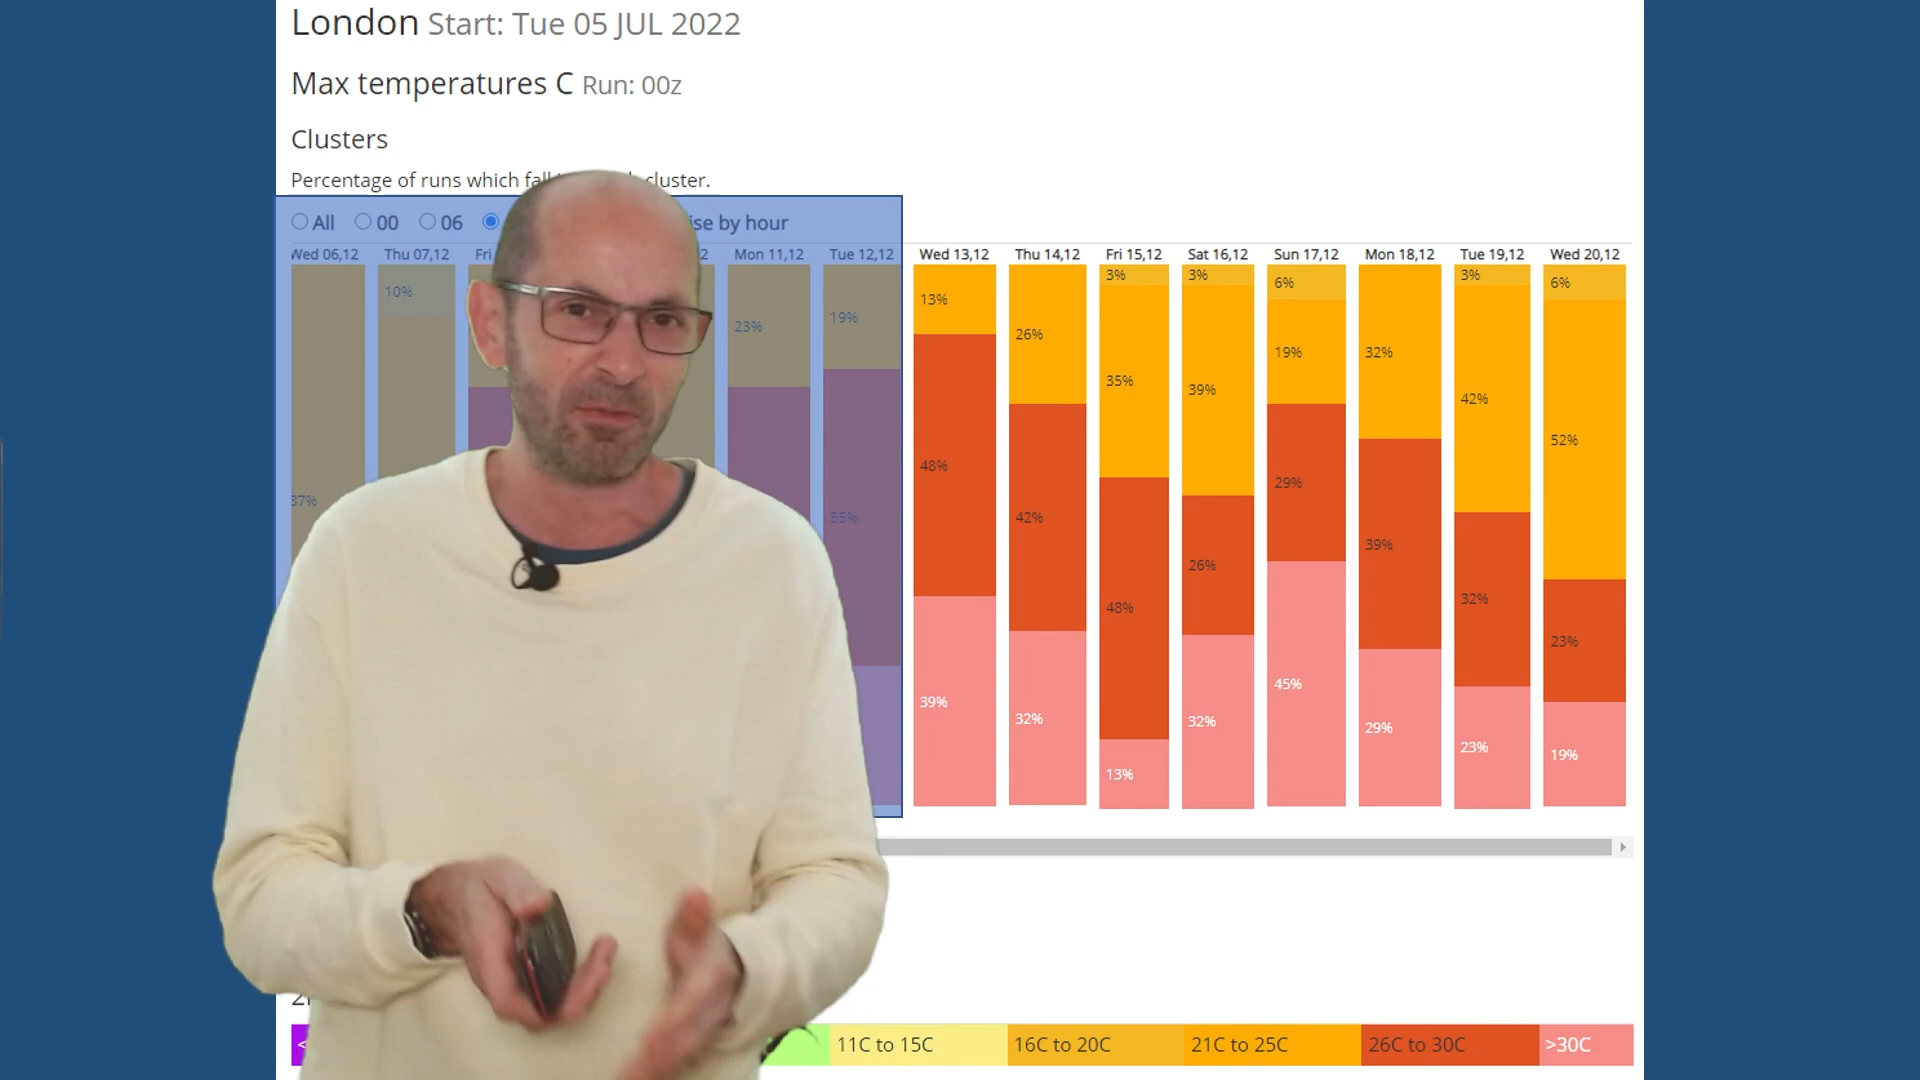 London Start: Tue 05 JUL 2022
Max temperatures C Run: 00z
Clusters
Percentage of runs which cluster.
All 00 06 by hour
Wed 06,12 Thu 07,12 Fri Mon 11,12 Tue 12,12 Wed 13,12 Thu 14,12 Fri 15,12 Sat 16,12 Sun 17,12 Mon 18,12 Tue 19,12 Wed 20,12
3% 3% 3%
6% 6%
10% 13%
19% 23% 26%
32% 19%
35% 39% 42%
52%
48% 29%
87% 55% 42% 39%
26% 48% 32%
23%
45%
39% 32% 32% 29%
23% 19%
13%
11C to 15C 16C to 20C 21C to 25C 26C to 30C >30C